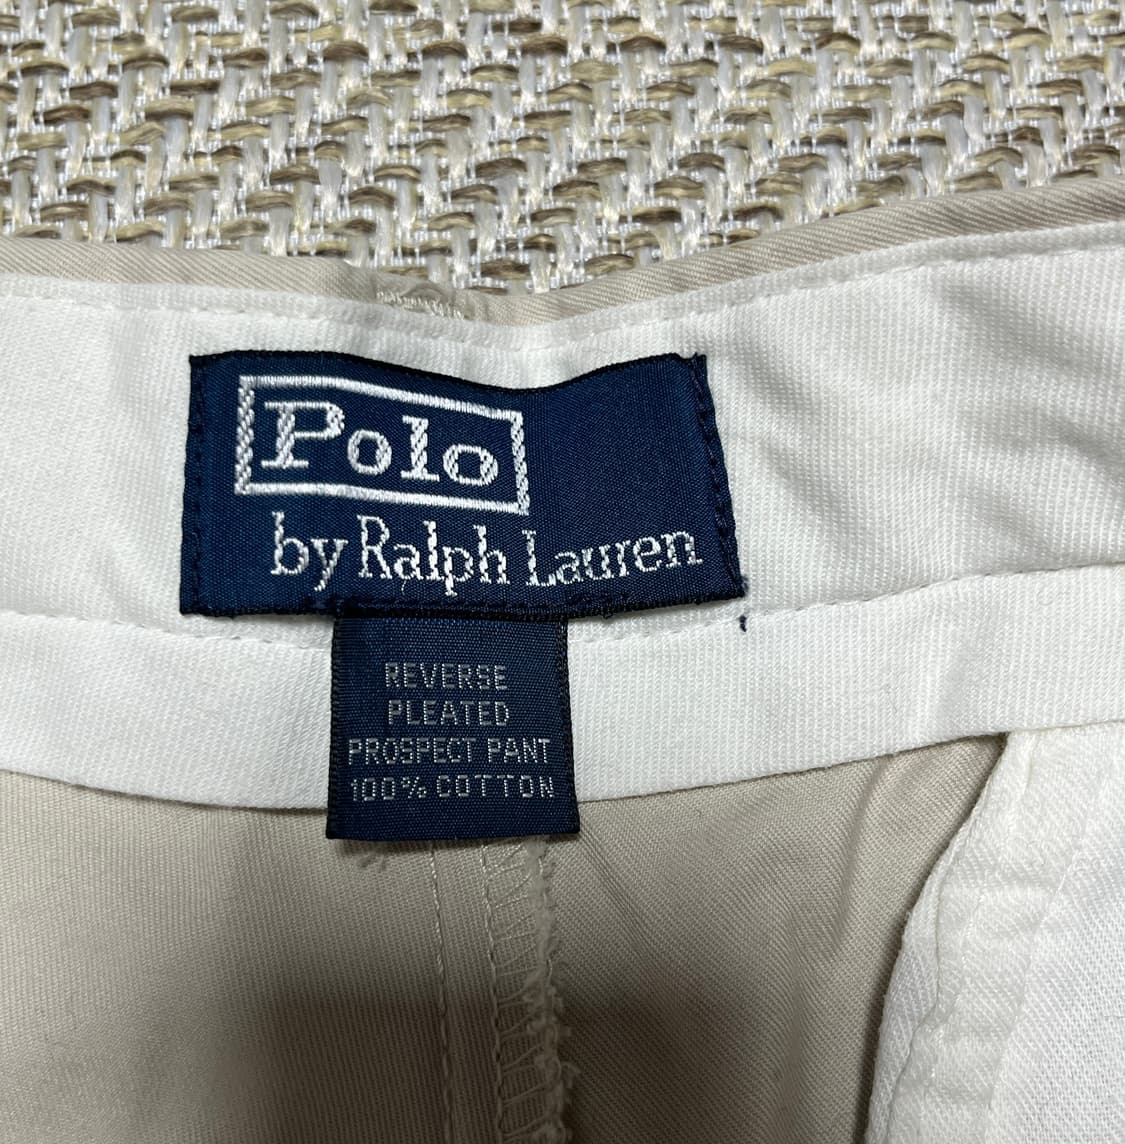 Polo
by Ralph Lauren
REVERSE
PLEATED
PROSPECT PANT
100% COTTON